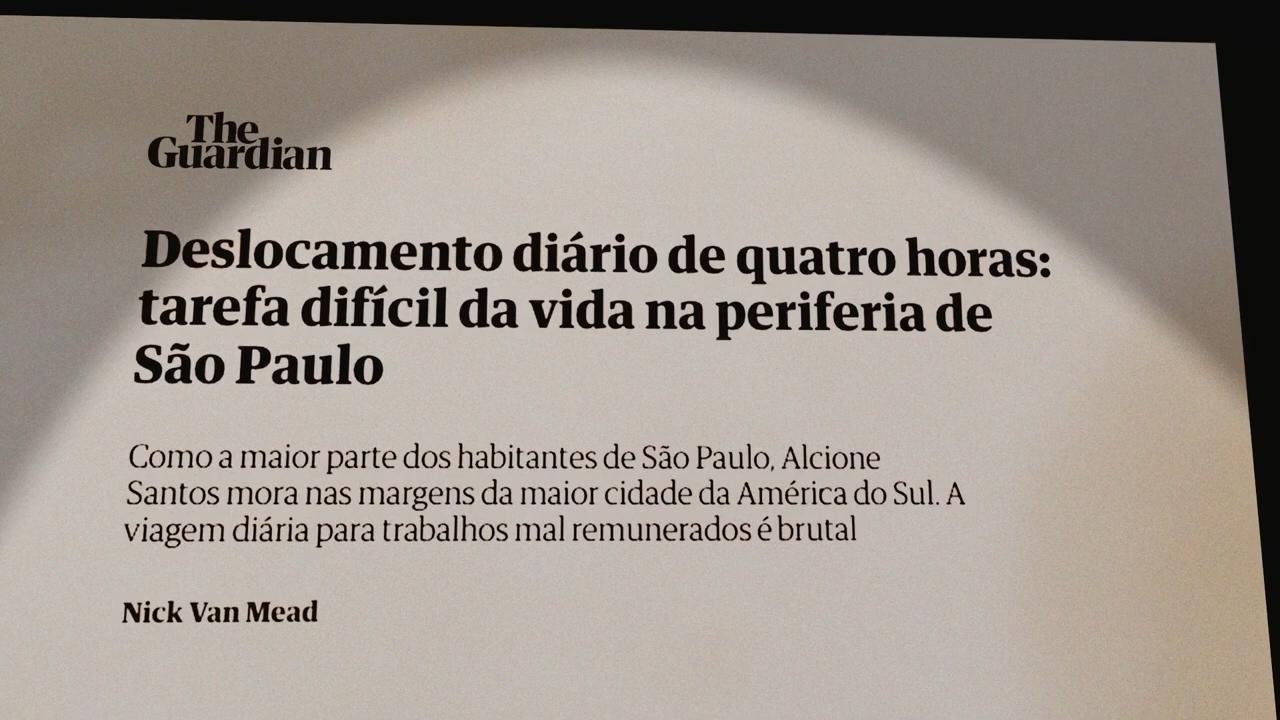 The
Guardian
Deslocamento diário de quatro horas:
tarefa difícil da vida na periferia de
São Paulo
Como a maior parte dos habitantes de São Paulo, Alcione
Santos mora nas margens da maior cidade da América do Sul. A
viagem diária para trabalhos mal remunerados é brutal
Nick Van Mead